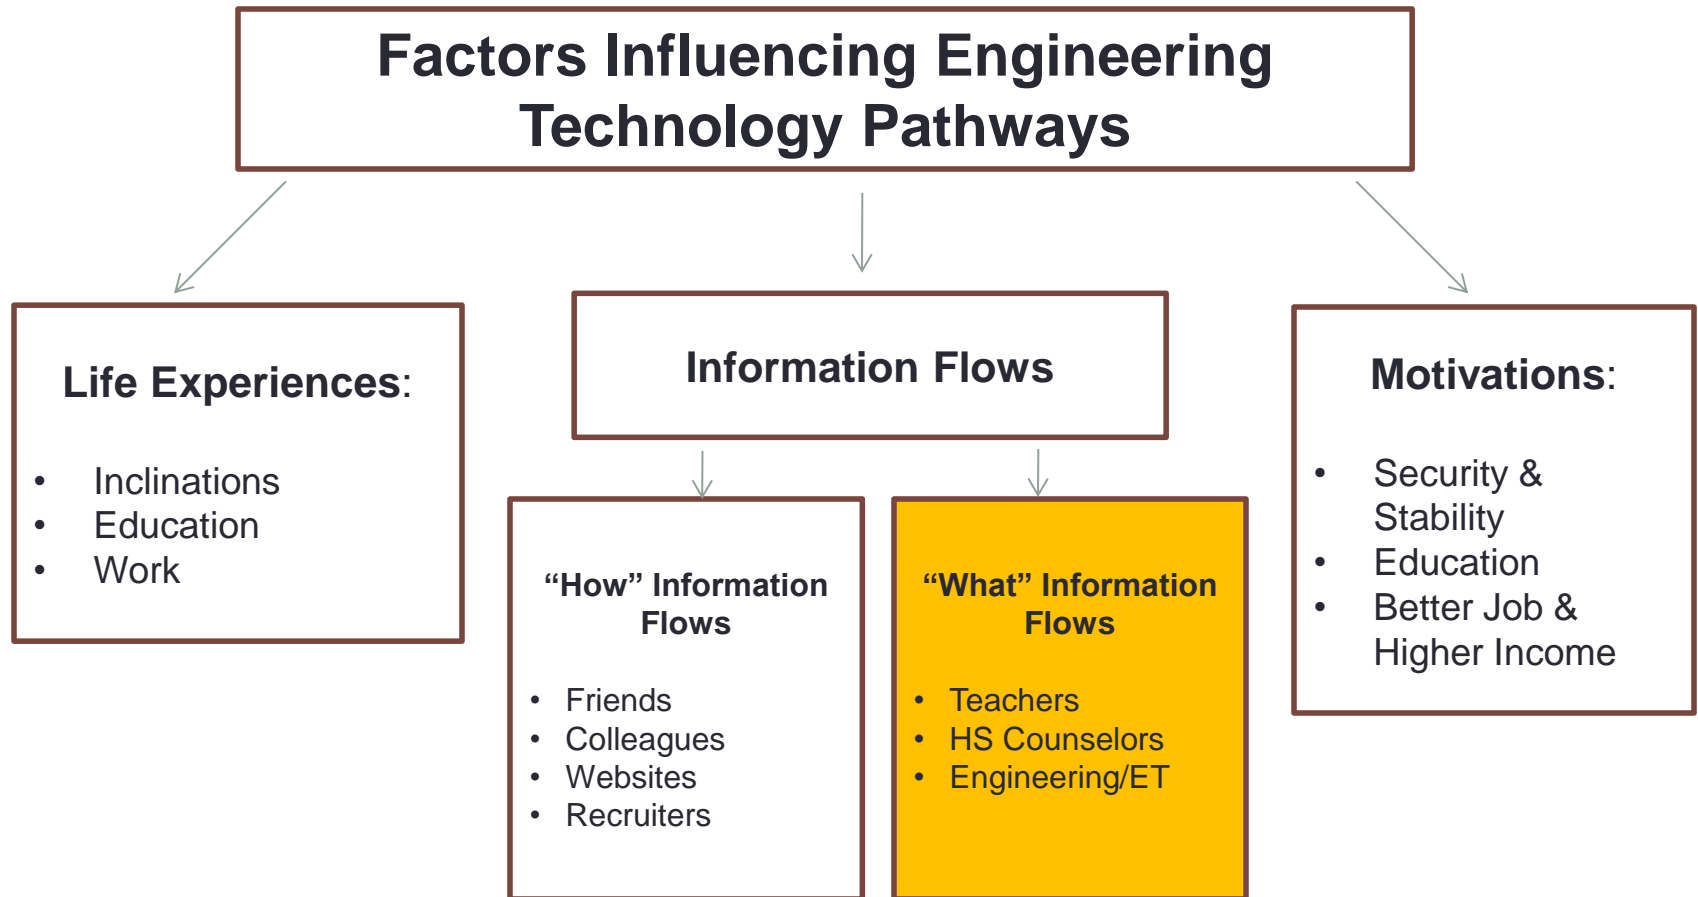 Factors Influencing Engineering
Technology Pathways
Life Experiences:
• Inclinations
• Education
• Work
Information Flows
“How” Information
Flows
• Friends
• Colleagues
• Websites
• Recruiters
“What” Information
Flows
• Teachers
• HS Counselors
• Engineering/ET
Motivations:
• Security &
Stability
• Education
• Better Job &
Higher Income